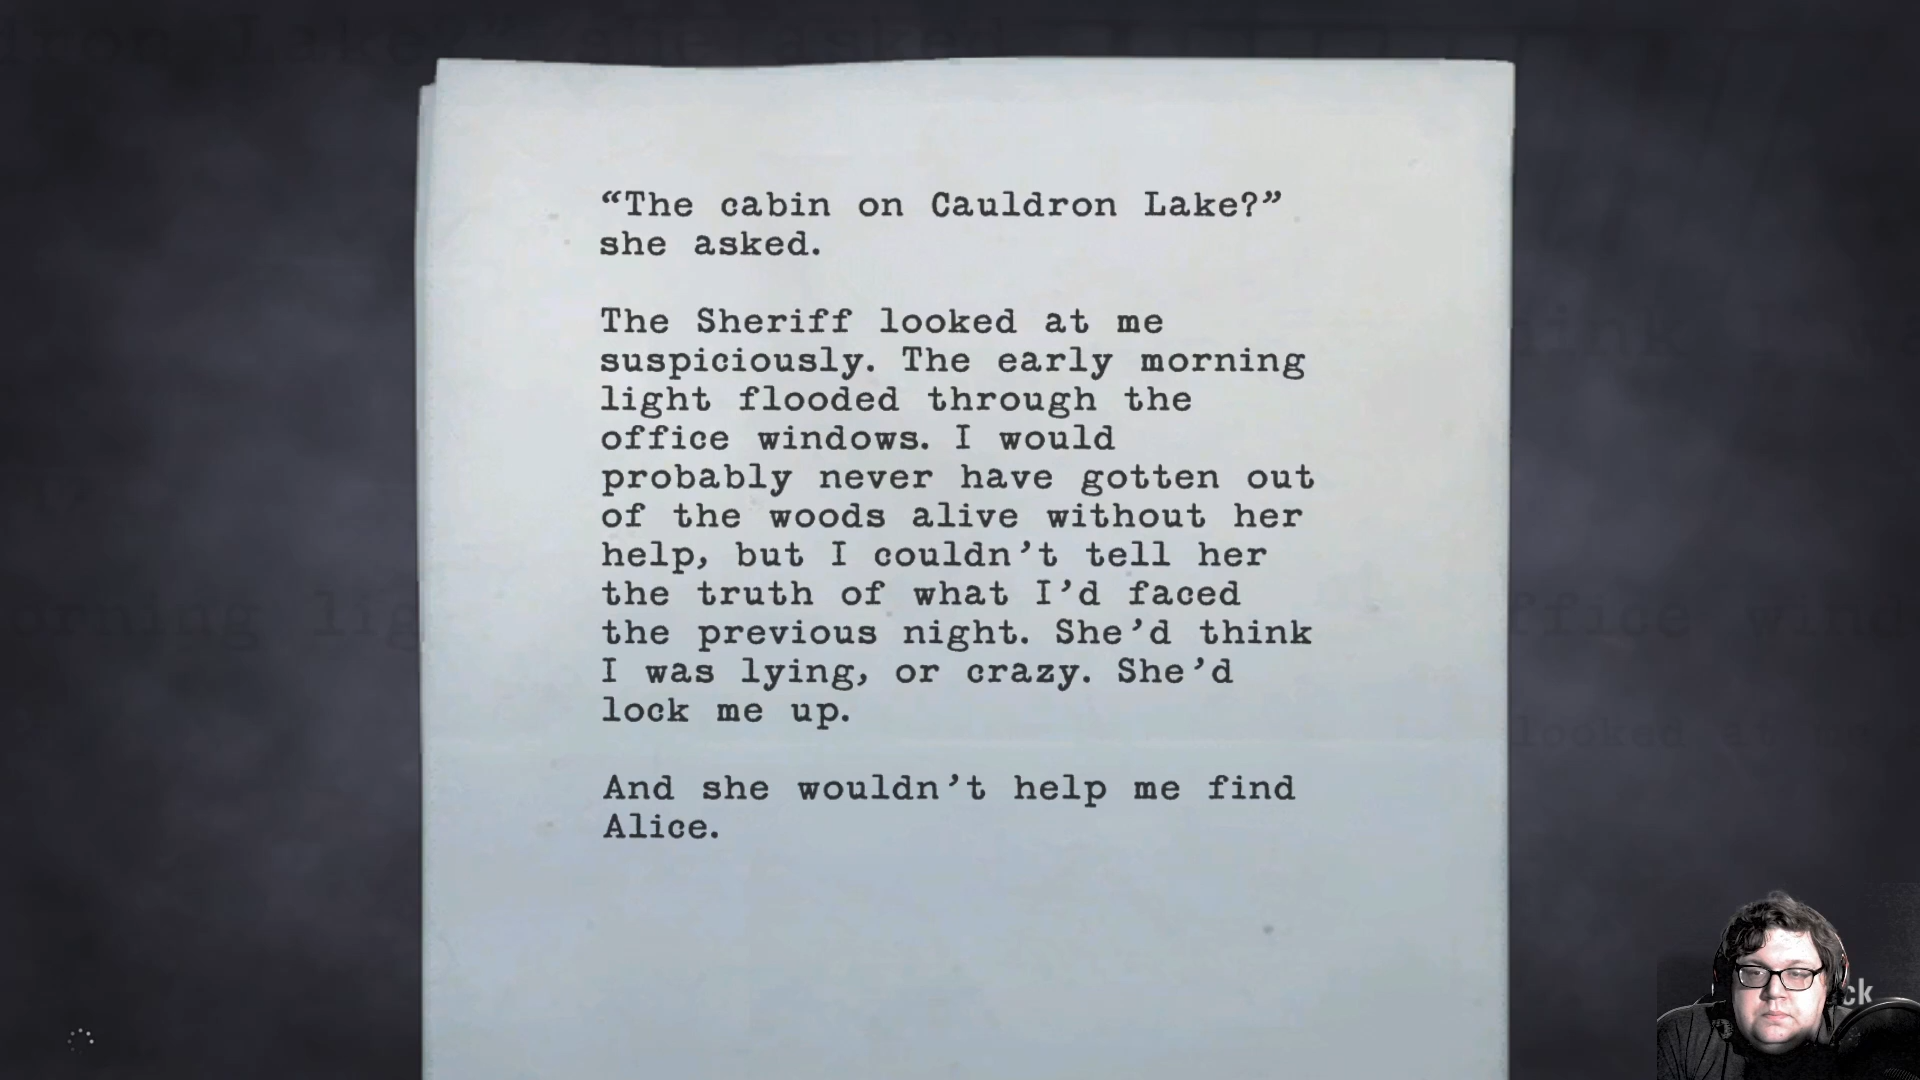 “The cabin on Cauldron Lake?”
she asked.
The Sheriff looked at me
suspiciously. The early morning
light flooded through the
office windows. I would
probably never have gotten out
of the woods alive without her
help, but I couldn’t tell her
the truth of what I’d faced
the previous night. She’d think
I was lying, or crazy. She’d
lock me up.
And she wouldn’t help me find
Alice.